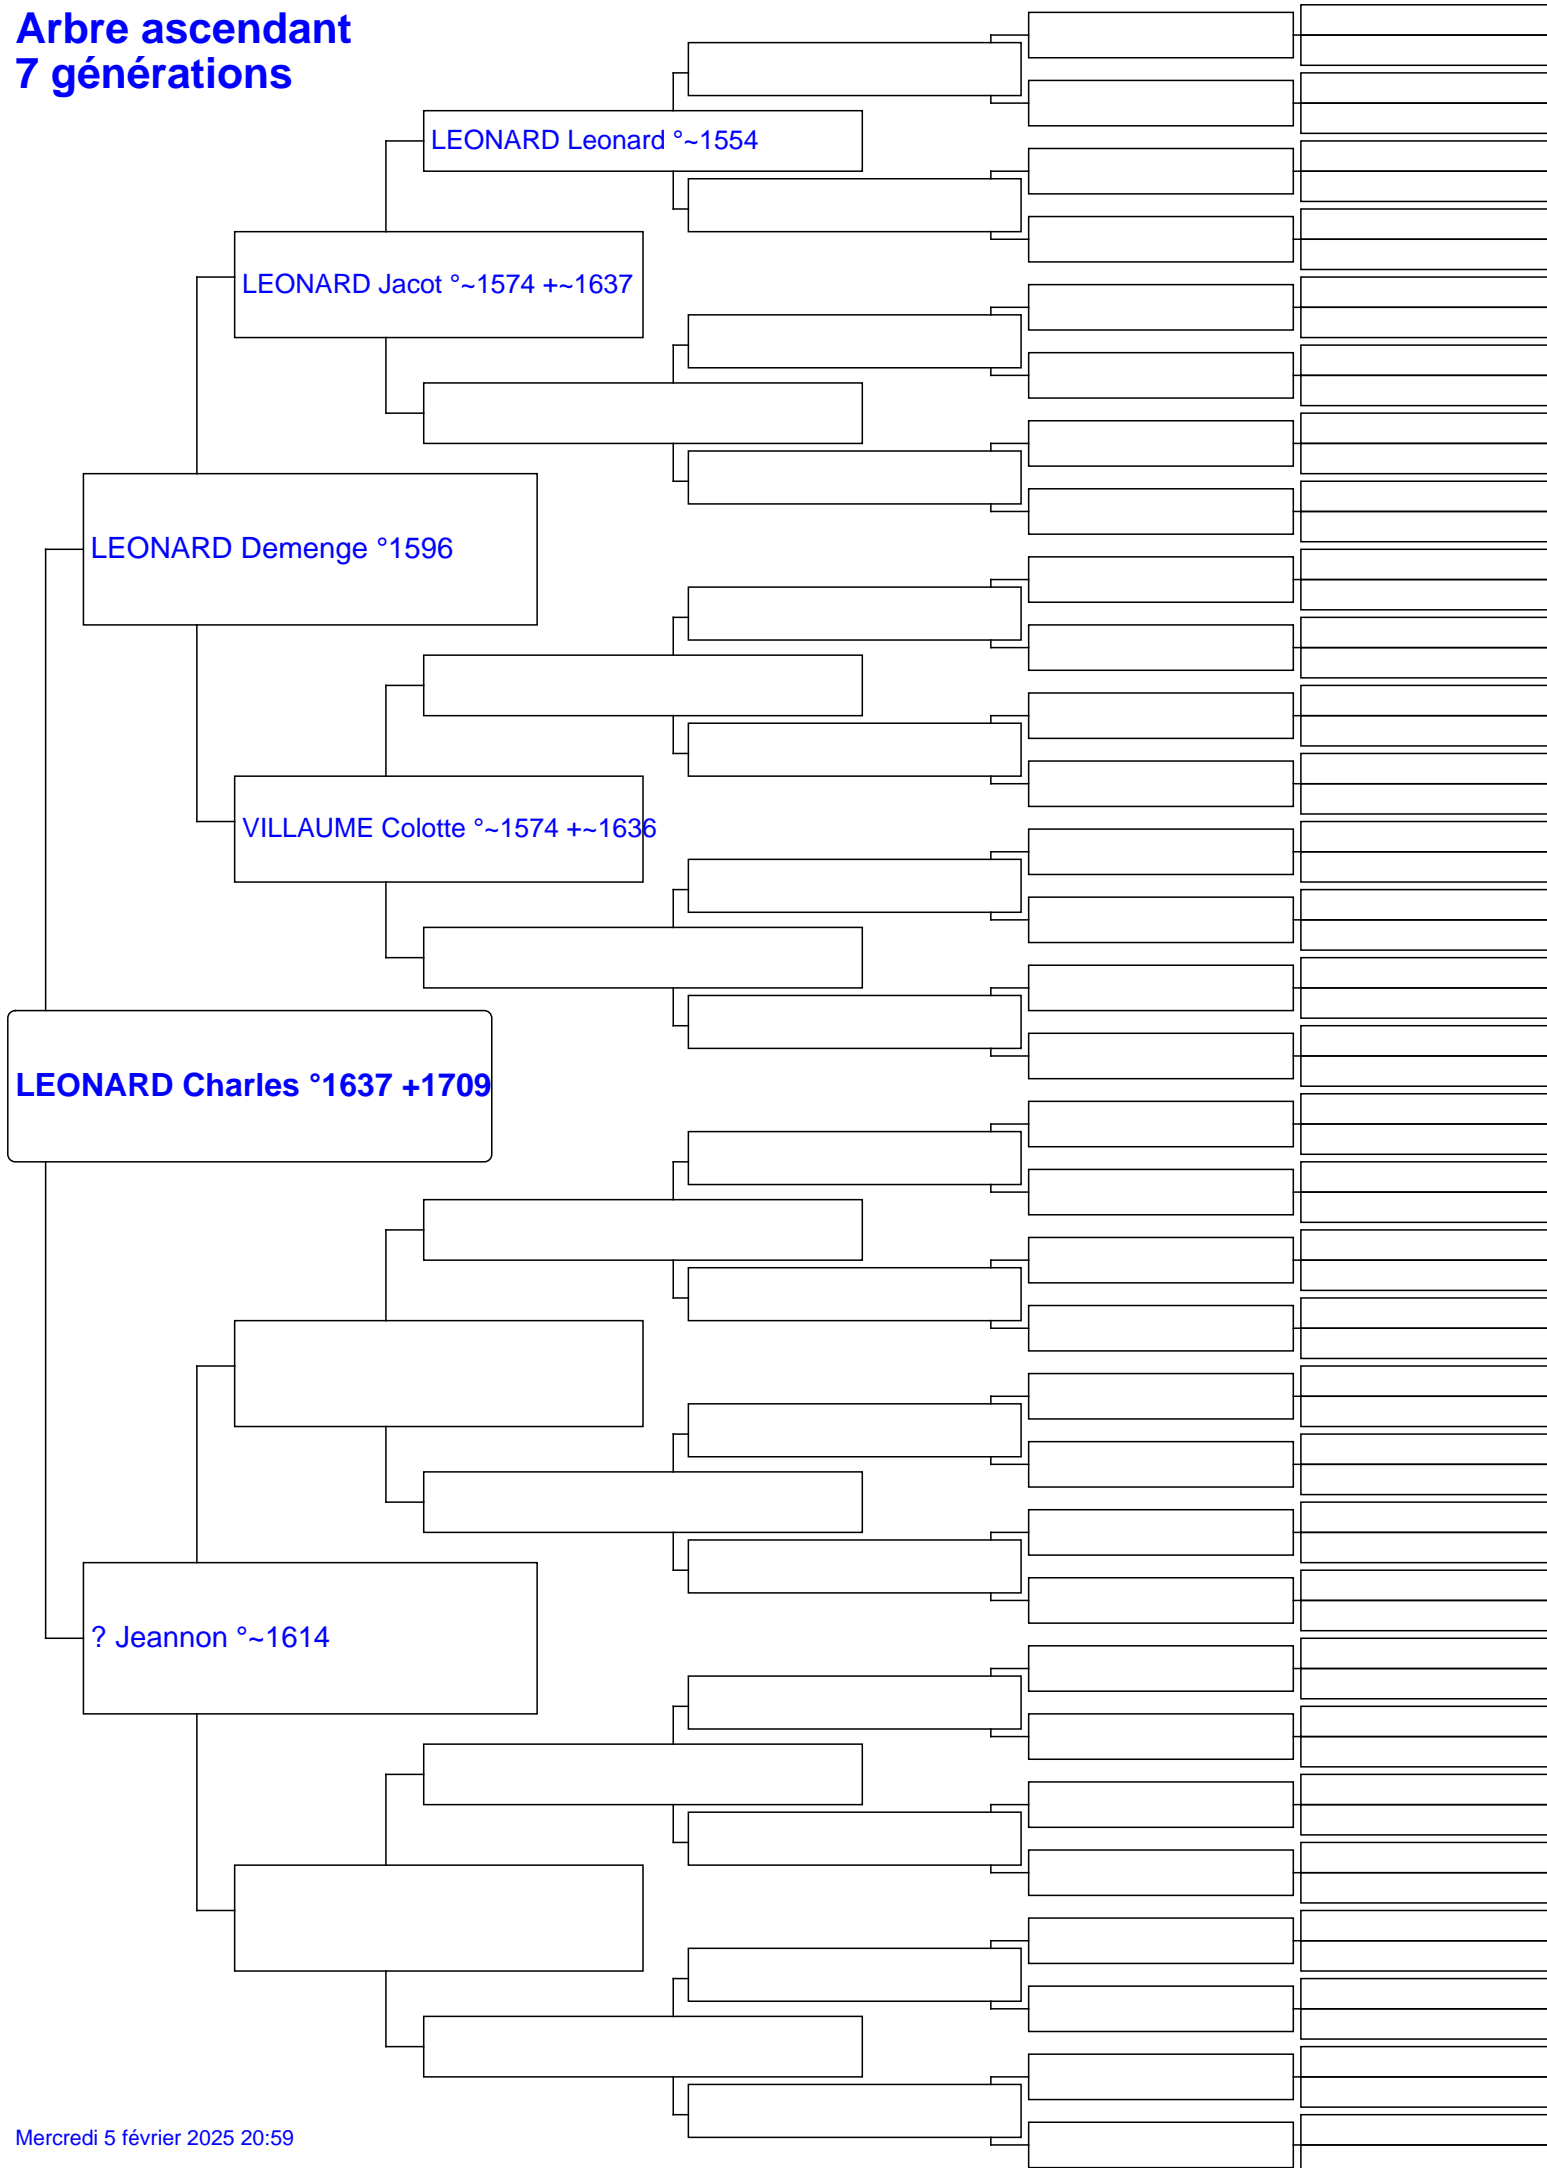 Arbre ascendant
7 générations
LEONARD Leonard °~1554
LEONARD Jacot °~1574 +~1637
LEONARD Demenge °1596
VILLAUME Colotte °~1574 +~1636
LEONARD Charles °1637 +1709
? Jeannon °~1614
Mercredi 5 février 2025 20:59